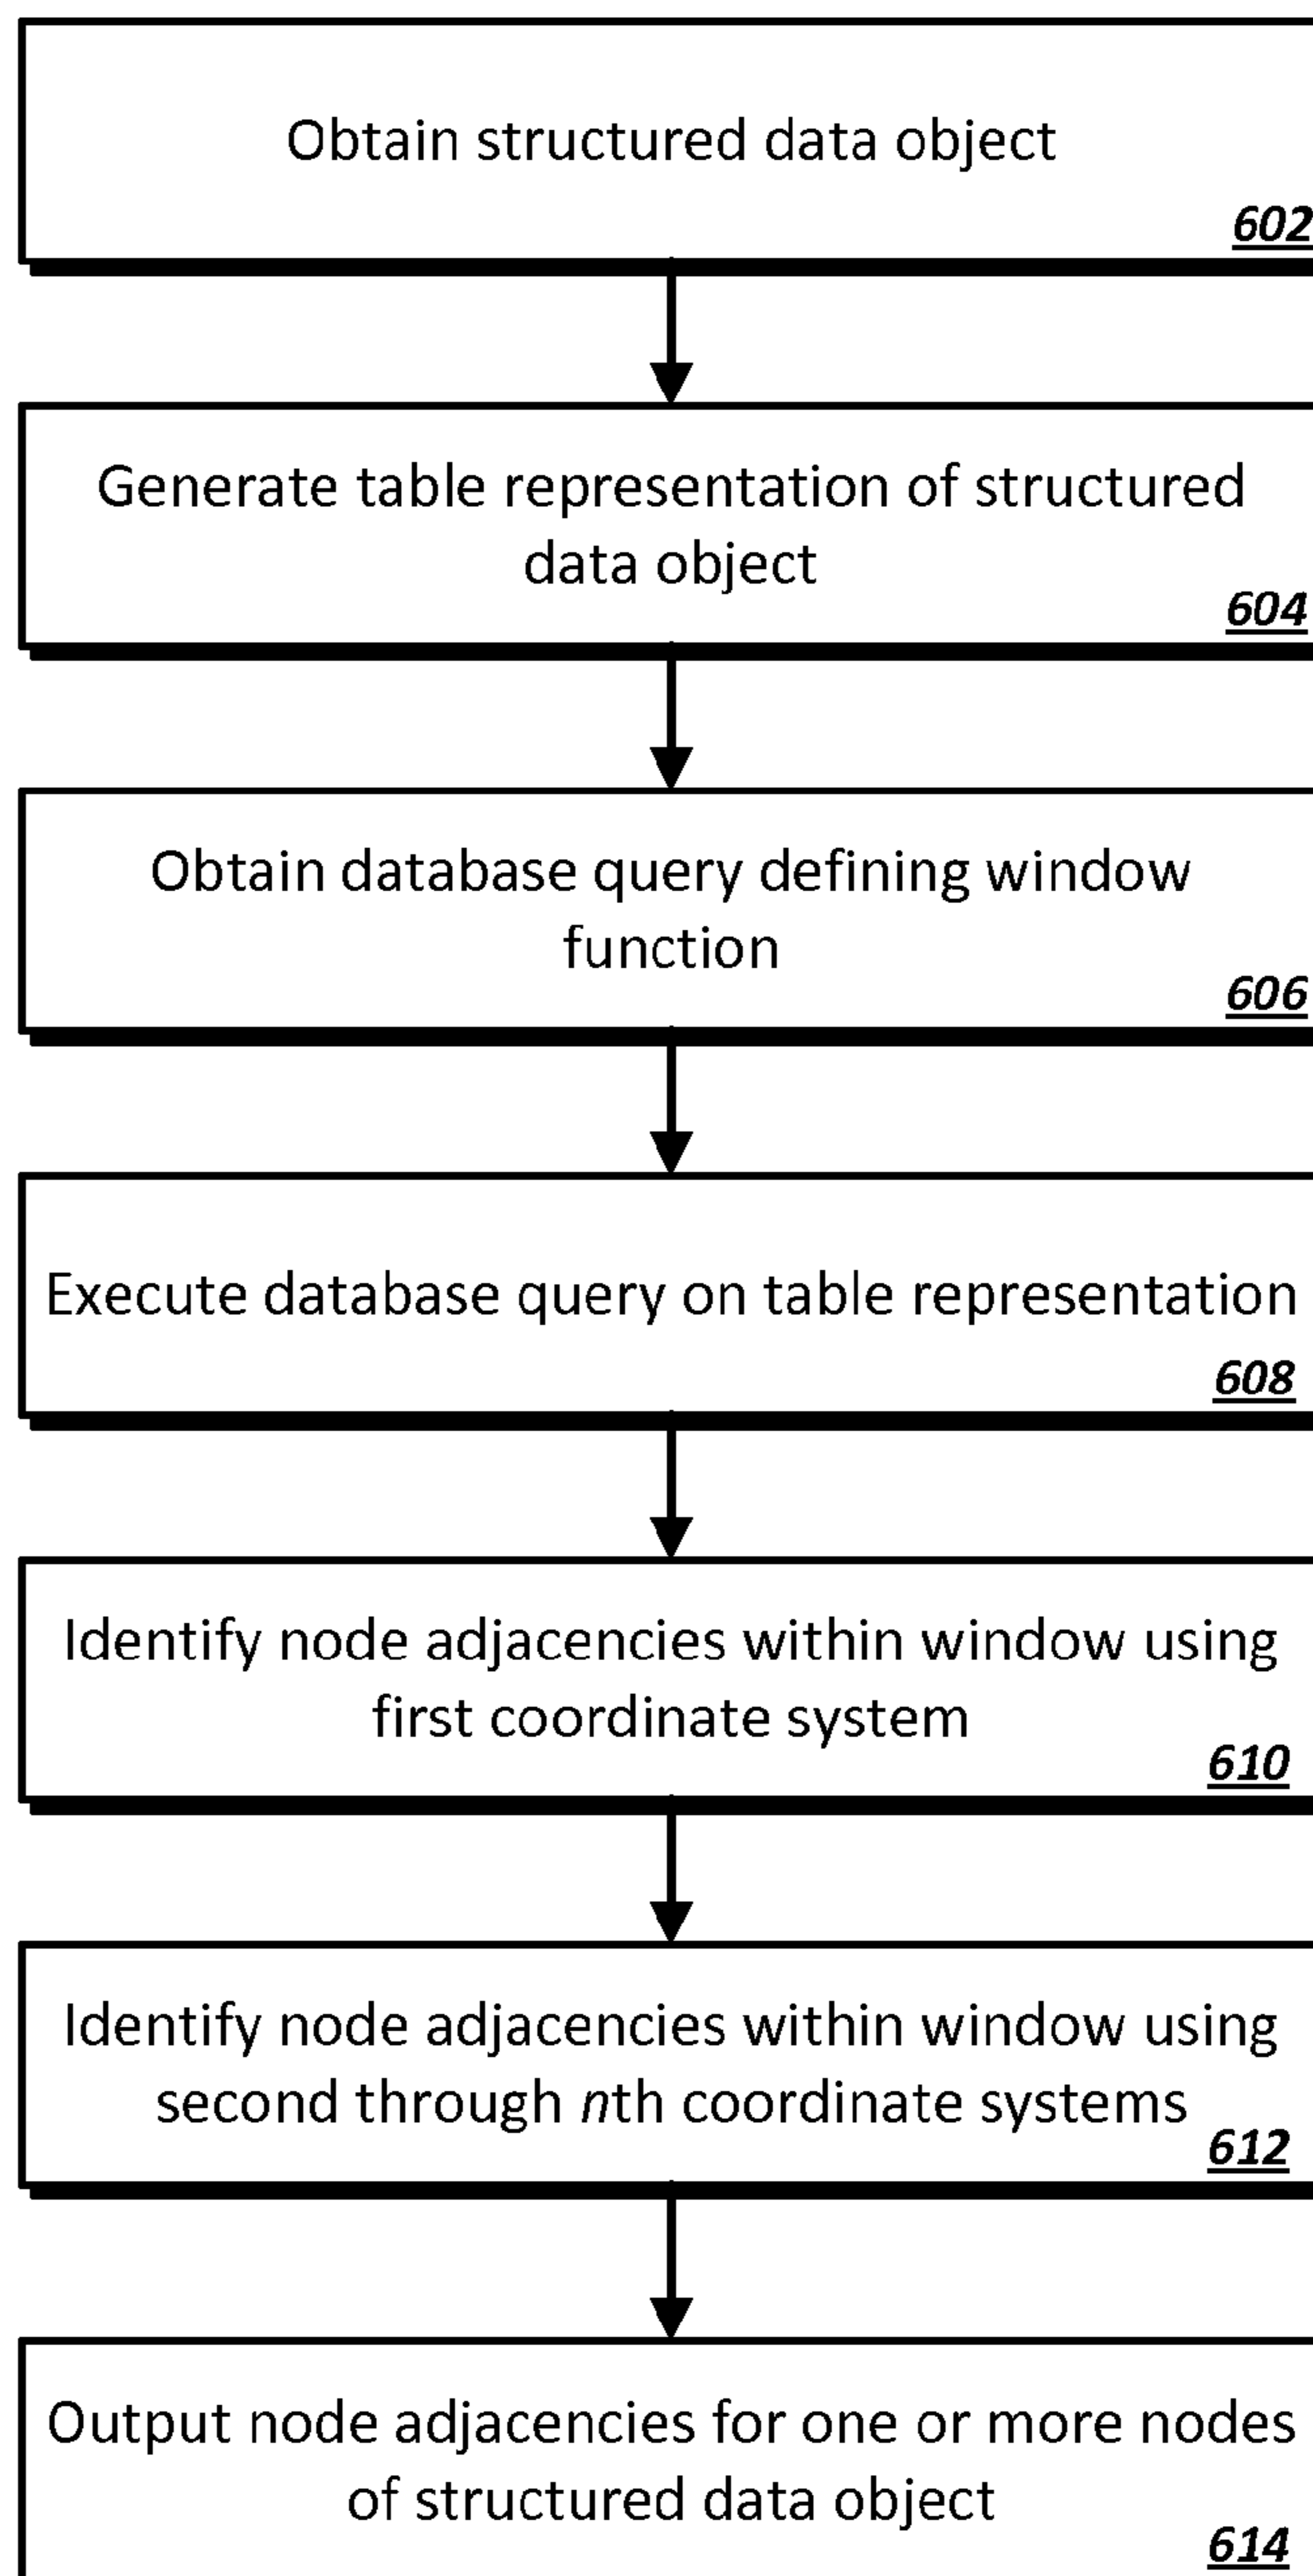 Obtain structured data object
602
Generate table representation of structured
data object
604
Obtain database query defining window
function
606
Execute database query on table representation
608
Identify node adjacencies within window using
first coordinate system
610
Identify node adjacencies within window using
second through nth coordinate systems
612
Output node adjacencies for one or more nodes
of structured data object
614